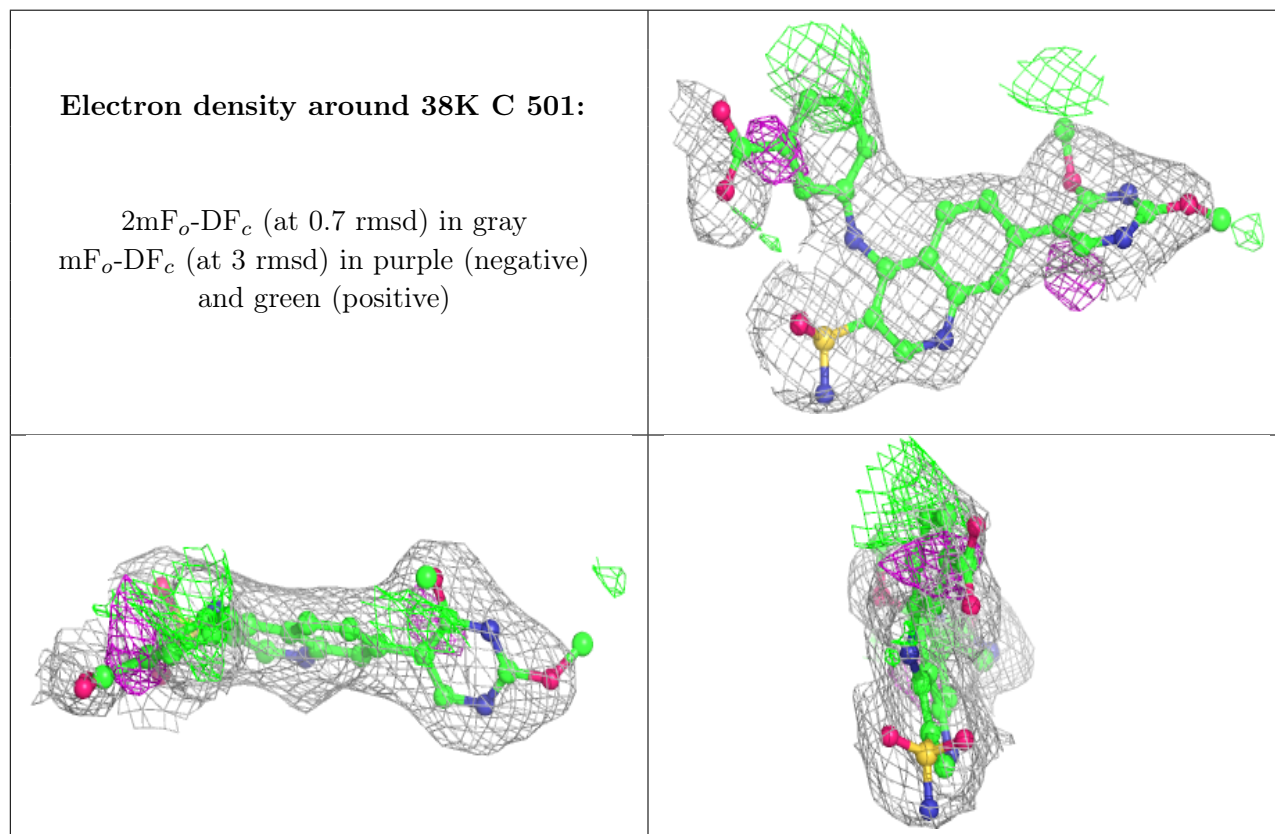 Electron density around 38K C 501:
2mFₒ-DF𝒸 (at 0.7 rmsd) in gray
mFₒ-DF𝒸 (at 3 rmsd) in purple (negative)
and green (positive)